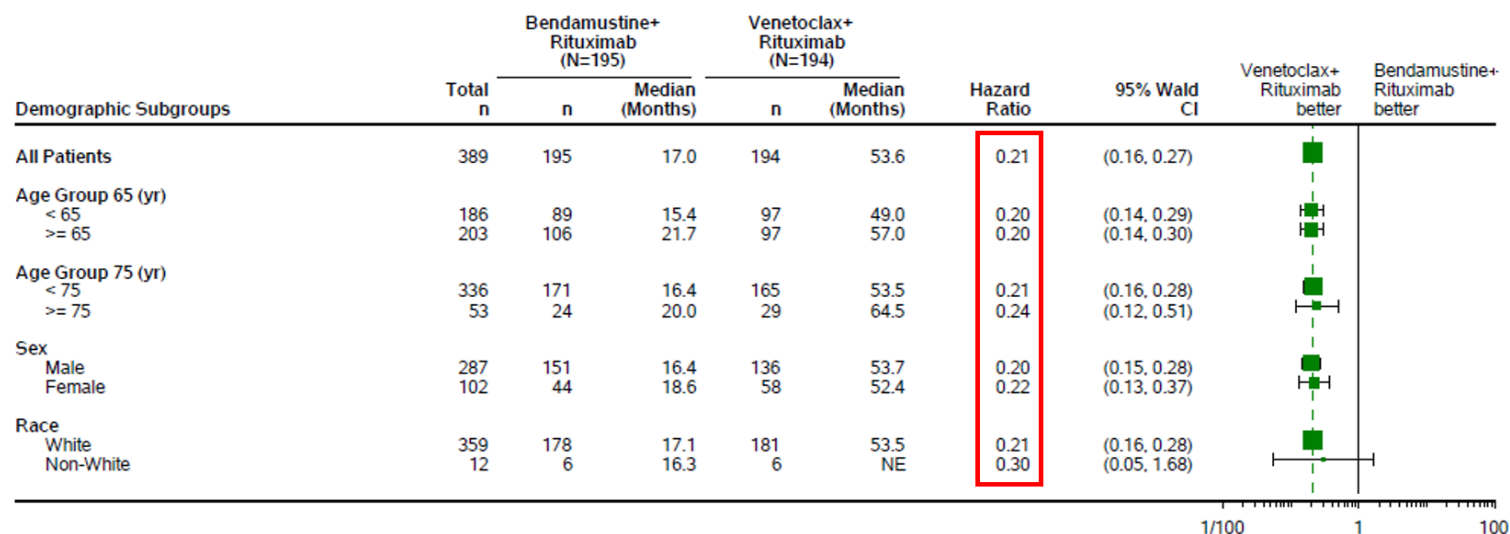 Bendamustine+ Venetoclax+
Rituximab Rituximab
(N=195) (N=194)
Venetoclax+ Bendamustine+
Total Median Median Hazard 95% Wald Rituximab Rituximab
Demographic Subgroups n n (Months) n (Months) Ratio CI better better
All Patients 389 195 17.0 194 53.6 0.21 (0.16, 0.27)
Age Group 65 (yr)
< 65 186 89 15.4 97 49.0 0.20 (0.14, 0.29)
>= 65 203 106 21.7 97 57.0 0.20 (0.14, 0.30)
Age Group 75 (yr)
< 75 336 171 16.4 165 53.5 0.21 (0.16, 0.28)
>= 75 53 24 20.0 29 64.5 0.24 (0.12, 0.51)
Sex
Male 287 151 16.4 136 53.7 0.20 (0.15, 0.28)
Female 102 44 18.6 58 52.4 0.22 (0.13, 0.37)
Race
White 359 178 17.1 181 53.5 0.21 (0.16, 0.28)
Non-White 12 6 16.3 6 NE 0.30 (0.05, 1.68)
1/100 1 100